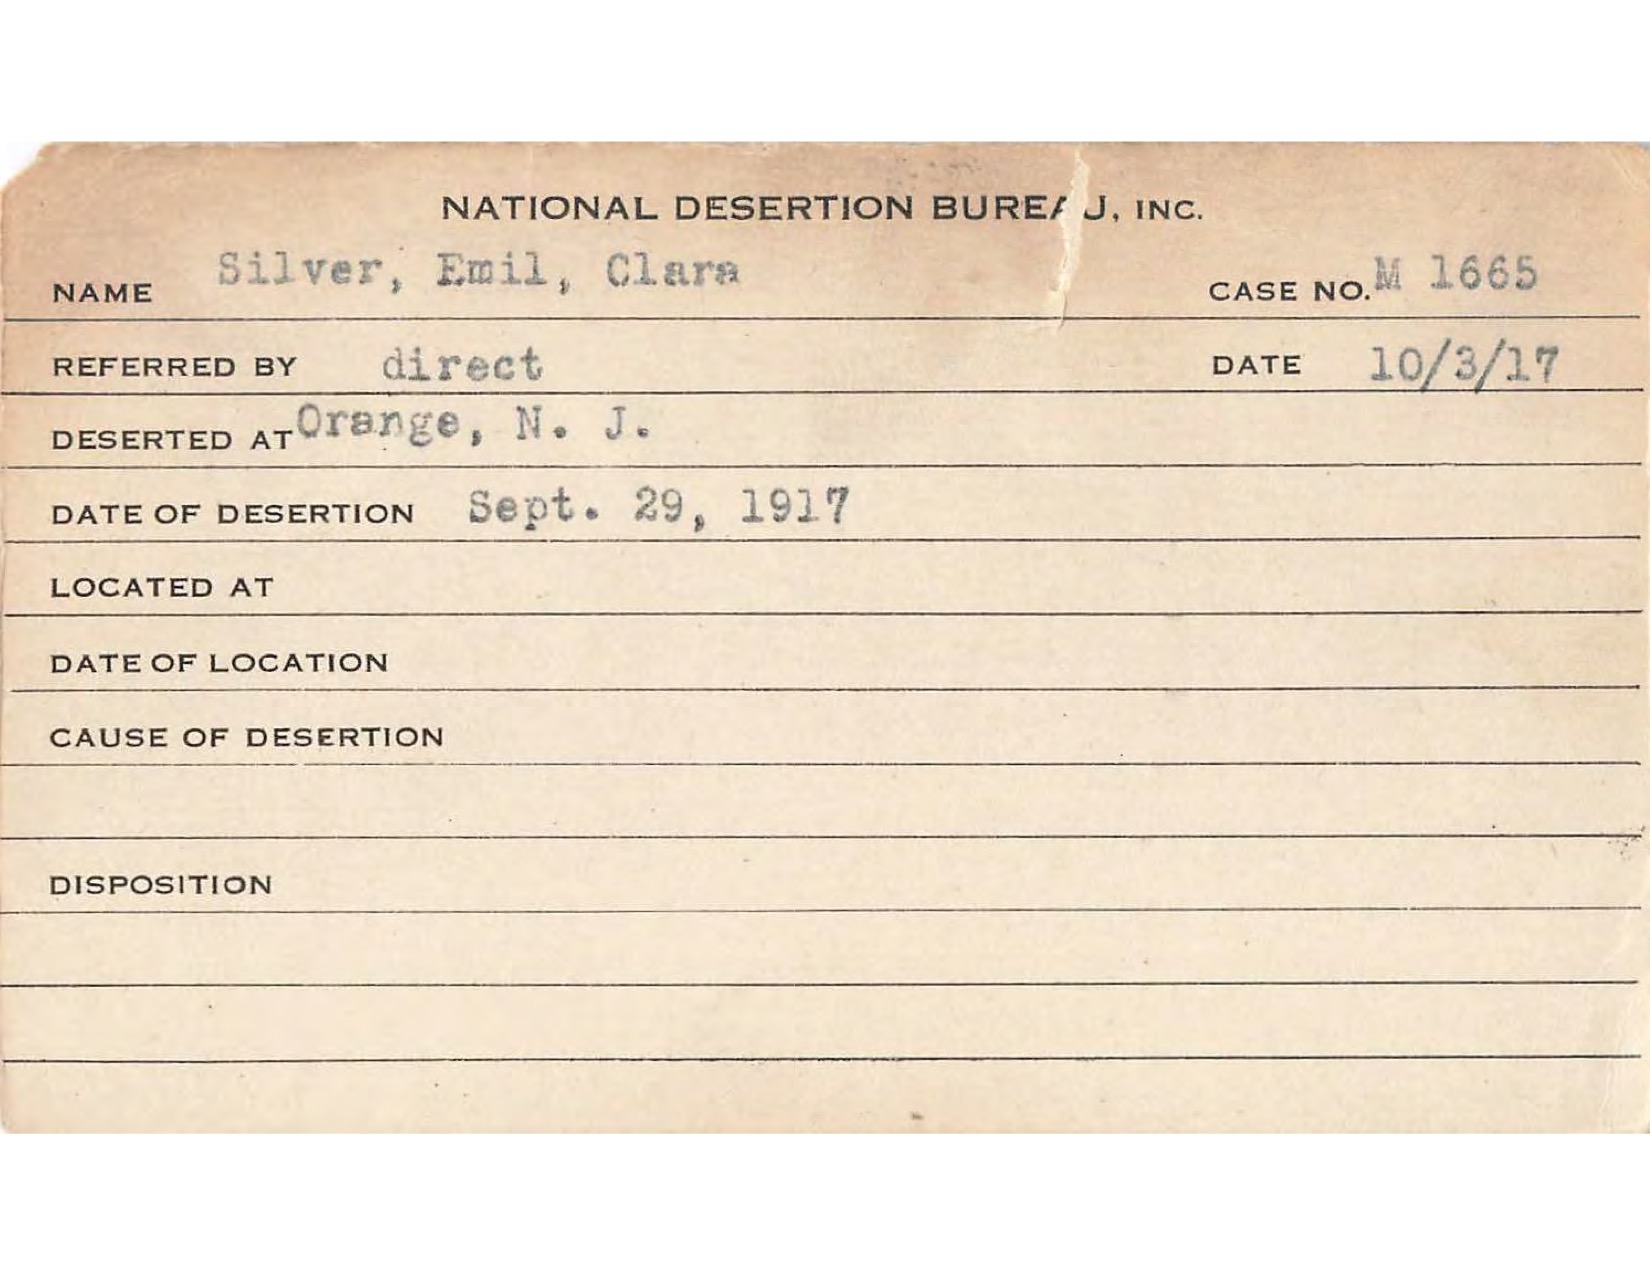 NATIONAL DESERTION BUREAU, INC.
NAME Silver, Emil, Clara CASE NO. M 1665
REFERRED BY direct DATE 10/3/17
DESERTED AT Orange, N. J.
DATE OF DESERTION Sept. 29, 1917
LOCATED AT
DATE OF LOCATION
CAUSE OF DESERTION
DISPOSITION